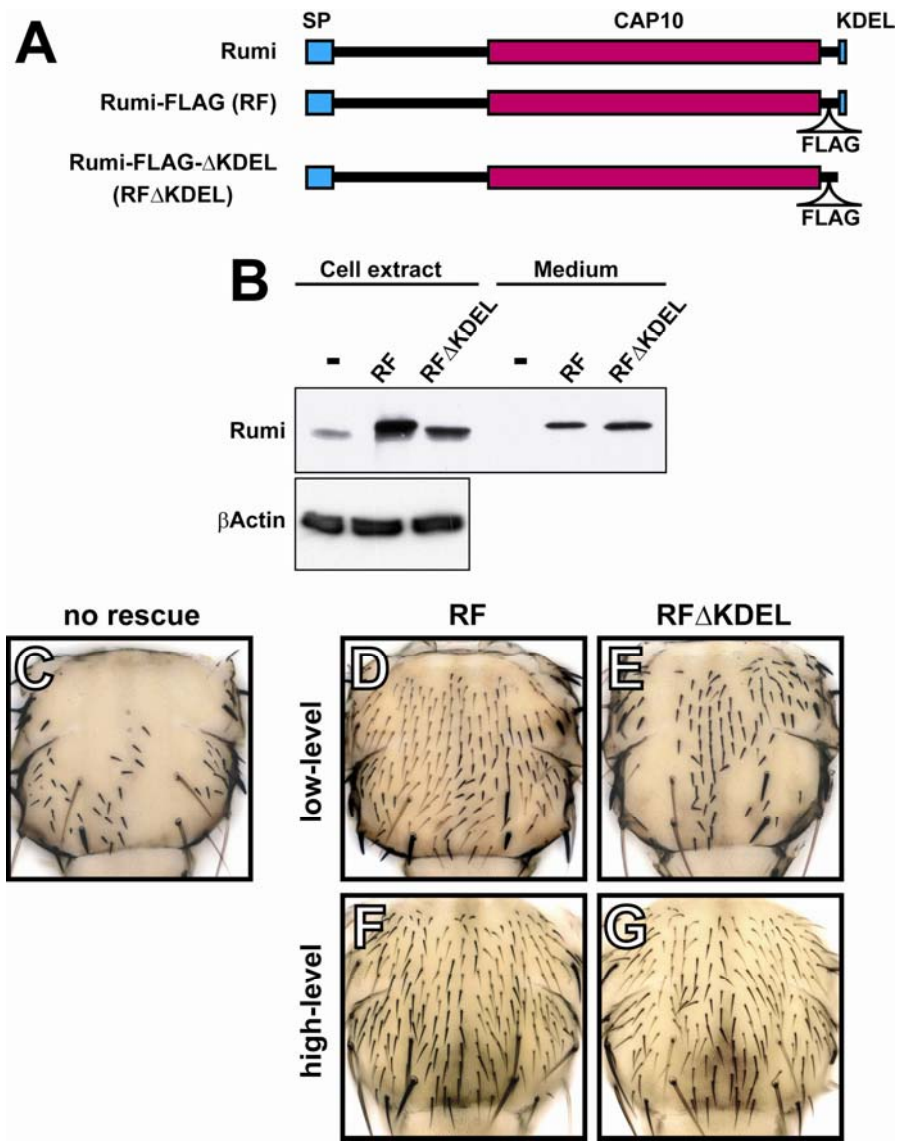 A
SP CAP10 KDEL
Rumi
Rumi-FLAG (RF)
FLAG
Rumi-FLAG-ΔKDEL
(RFΔKDEL)
FLAG
B
Cell extract Medium
- RF RFΔKDEL - RF RFΔKDEL
Rumi
βActin
no rescue RF RFΔKDEL
C D E
low-level
F G
high-level